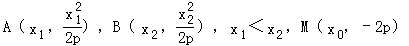 A（x₁, x₁²/2p），B（x₂, x₂²/2p），x₁＜x₂, M（x₀, -2p）